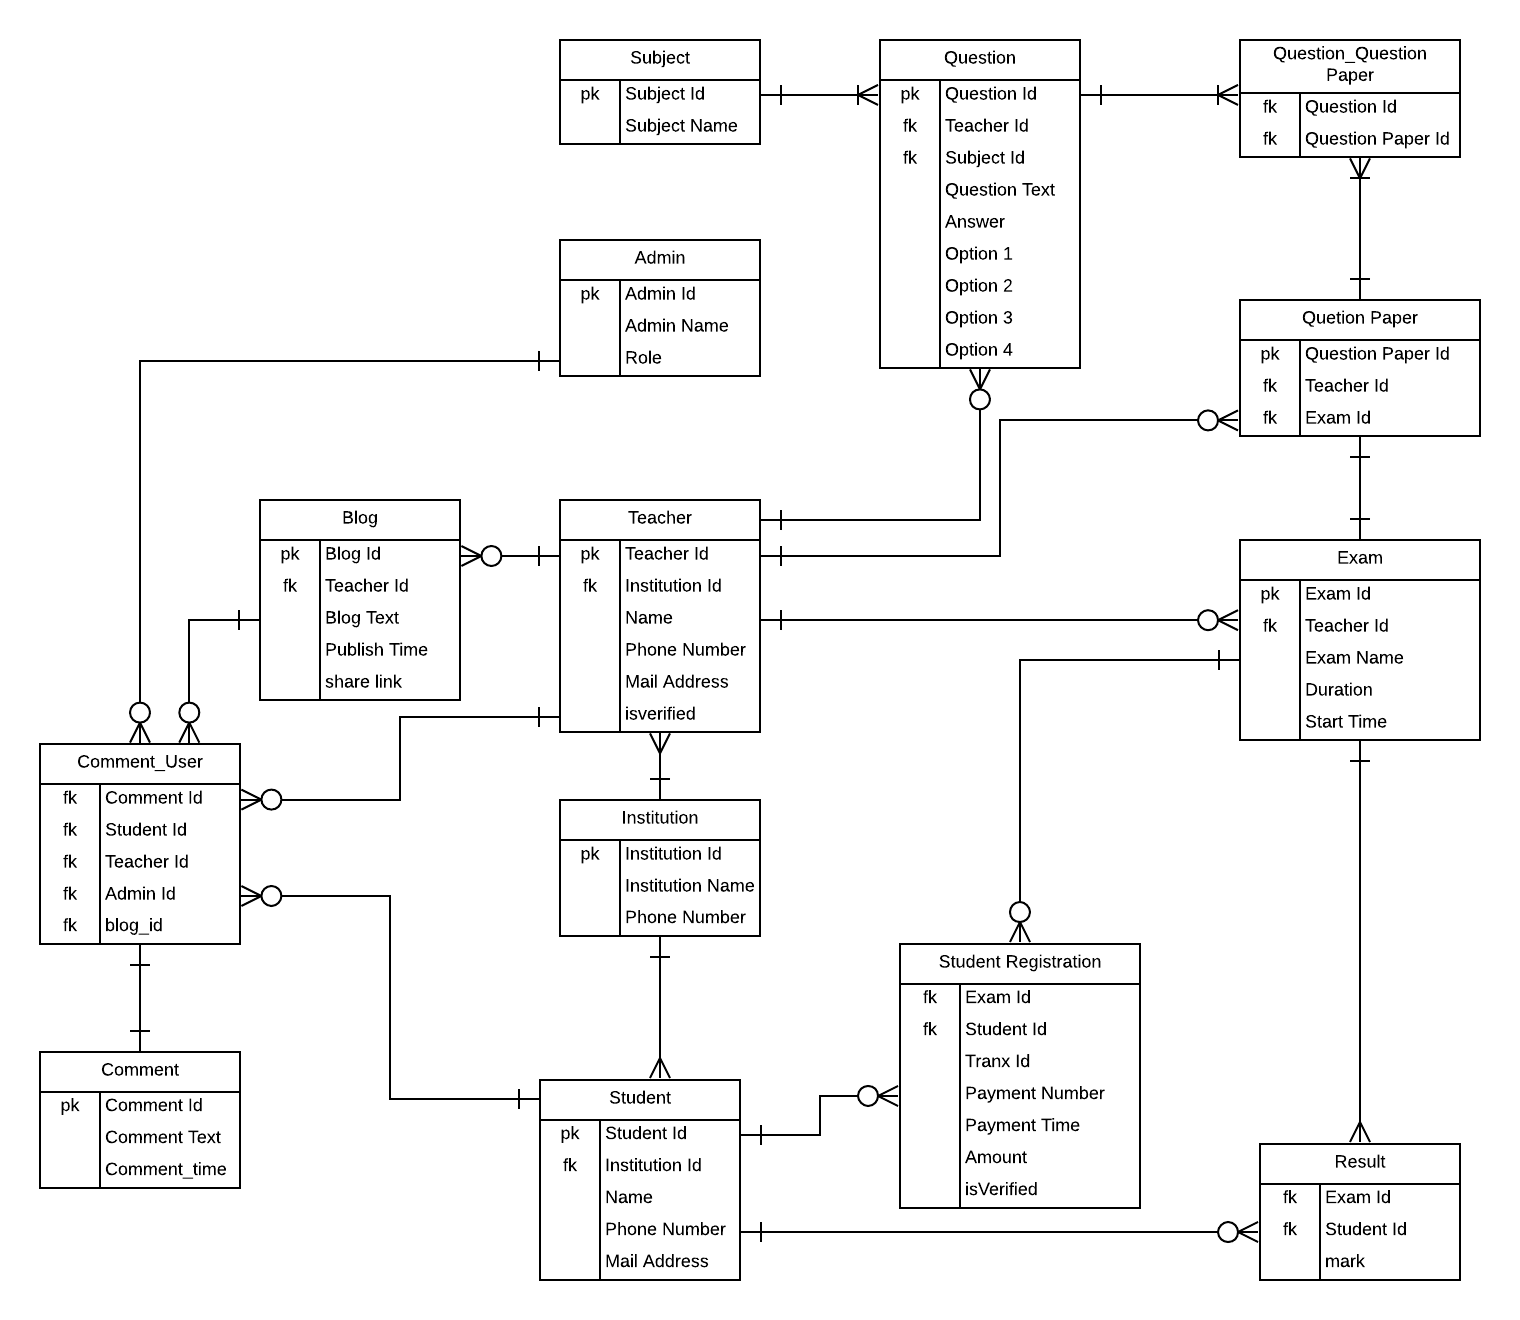 Subject
pk Subject Id
Subject Name
Question
pk Question Id
fk Teacher Id
fk Subject Id
Question Text
Answer
Option 1
Option 2
Option 3
Option 4
Question_Question
Paper
fk Question Id
fk Question Paper Id
Admin
pk Admin Id
Admin Name
Role
Quetion Paper
pk Question Paper Id
fk Teacher Id
fk Exam Id
Blog
pk Blog Id
fk Teacher Id
Blog Text
Publish Time
share link
Teacher
pk Teacher Id
fk Institution Id
Name
Phone Number
Mail Address
isverified
Exam
pk Exam Id
fk Teacher Id
Exam Name
Duration
Start Time
Comment_User
fk Comment Id
fk Student Id
fk Teacher Id
fk Admin Id
fk blog_id
Institution
pk Institution Id
Institution Name
Phone Number
Student Registration
fk Exam Id
fk Student Id
Tranx Id
Payment Number
Payment Time
Amount
isVerified
Comment
pk Comment Id
Comment Text
Comment_time
Student
pk Student Id
fk Institution Id
Name
Phone Number
Mail Address
Result
fk Exam Id
fk Student Id
mark